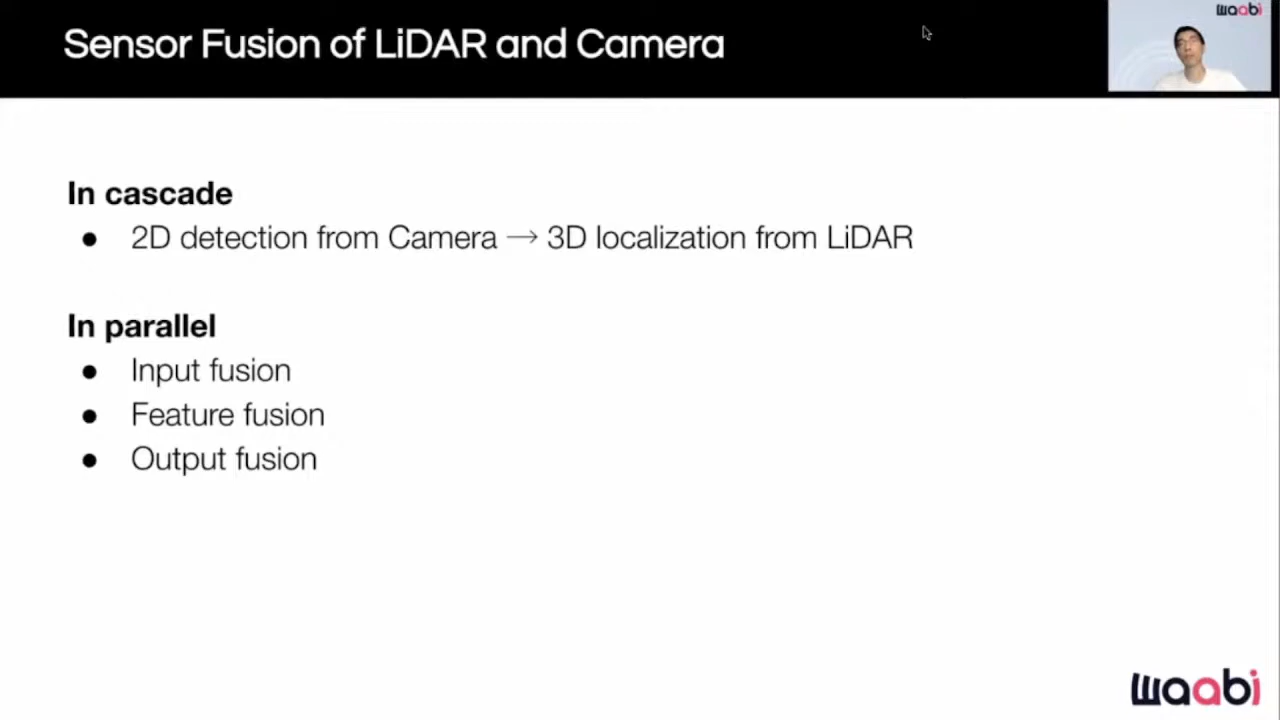 Sensor Fusion of LiDAR and Camera
waabi
In cascade
● 2D detection from Camera → 3D localization from LiDAR
In parallel
● Input fusion
● Feature fusion
● Output fusion
waabi